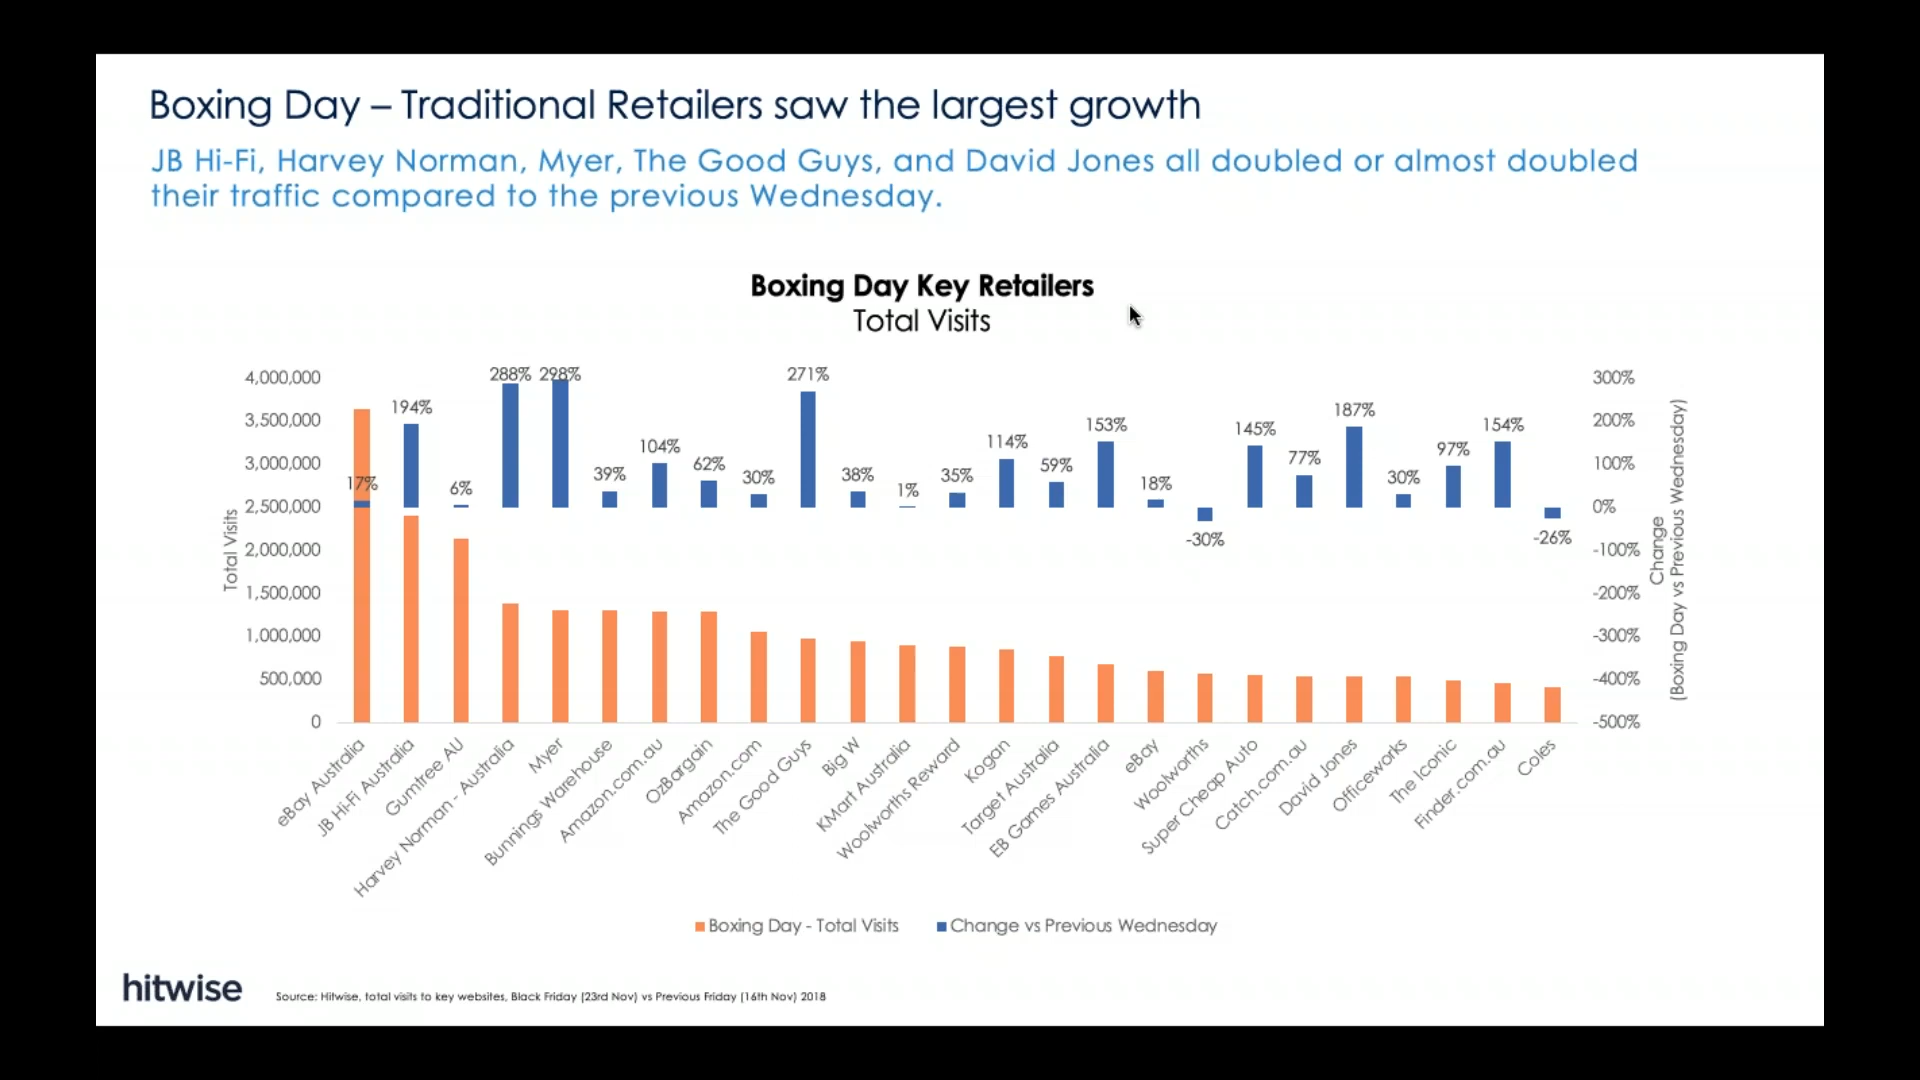 Boxing Day – Traditional Retailers saw the largest growth
JB Hi-Fi, Harvey Norman, Myer, The Good Guys, and David Jones all doubled or almost doubled
their traffic compared to the previous Wednesday.
Boxing Day Key Retailers
Total Visits
4,000,000
3,500,000
3,000,000
2,500,000
2,000,000
1,500,000
1,000,000
500,000
0
Total Visits
17%
194%
6%
288%
298%
39%
104%
62%
30%
271%
38%
1%
35%
114%
59%
153%
18%
-30%
145%
77%
187%
30%
97%
154%
-26%
300%
200%
100%
0%
-100%
-200%
-300%
-400%
-500%
Change
(Boxing Day vs Previous Wednesday)
eBay Australia
JB Hi-Fi Australia
Gumtree AU
Harvey Norman - Australia
Myer
Bunnings Warehouse
Amazon.com.au
OzBargain
Amazon.com
The Good Guys
Big W
KMart Australia
Woolworths Reward
Kogan
Target Australia
EB Games Australia
eBay
Woolworths
Super Cheap Auto
Catch.com.au
David Jones
Officeworks
The Iconic
Finder.com.au
Coles
Boxing Day - Total Visits
Change vs Previous Wednesday
hitwise
Source: Hitwise, total visits to key websites, Black Friday (23rd Nov) vs Previous Friday (16th Nov) 2018